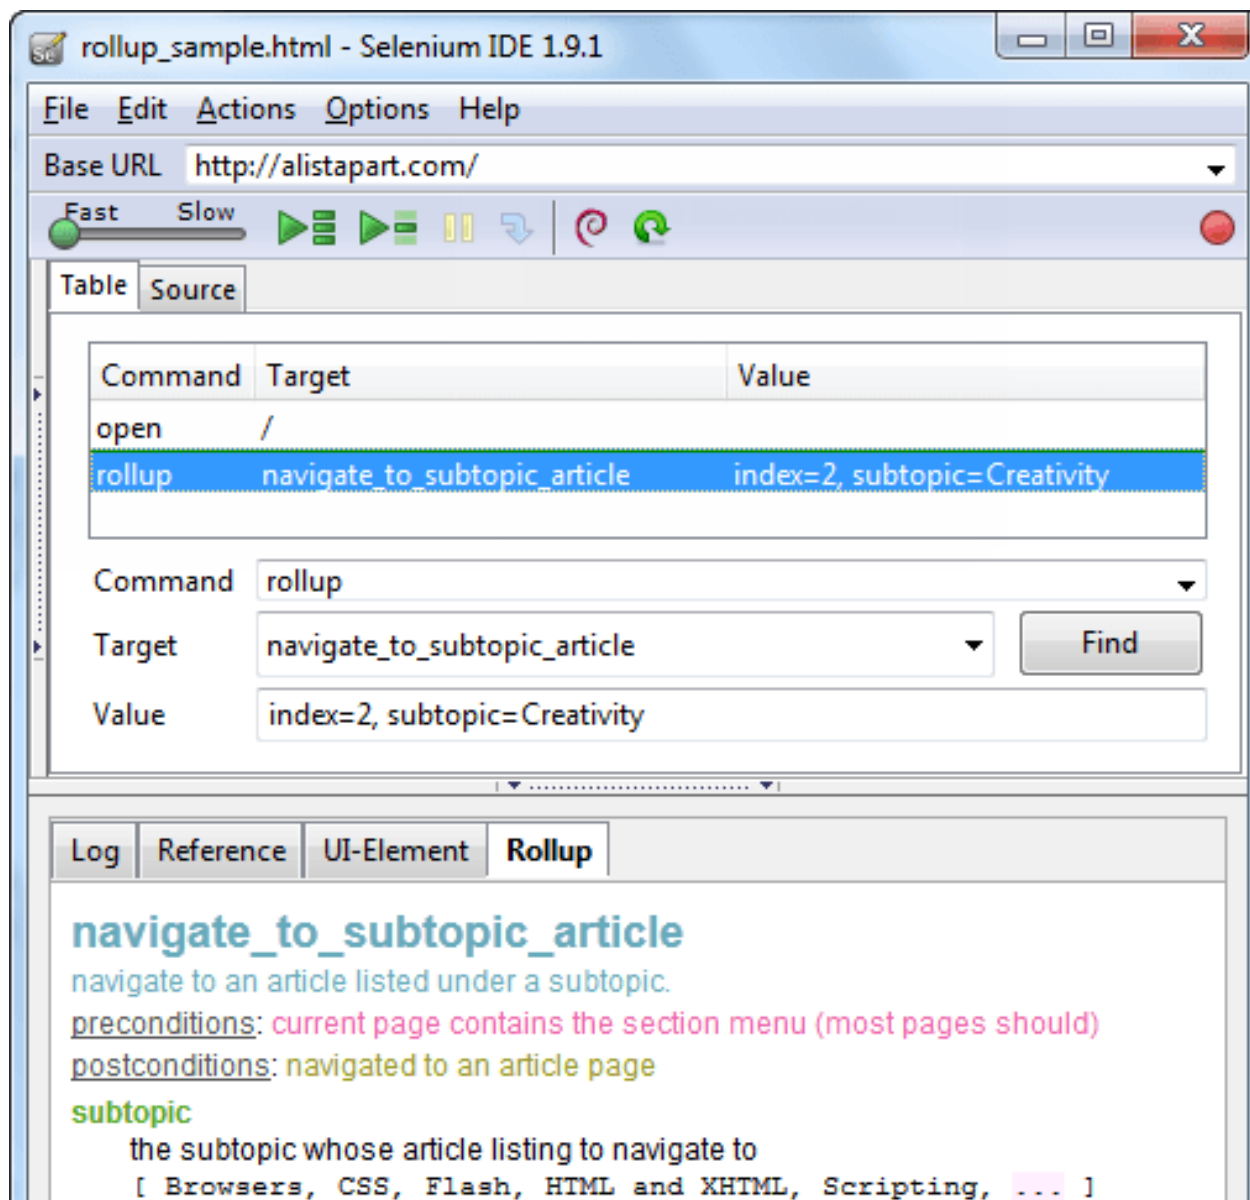 rollup_sample.html - Selenium IDE 1.9.1
File Edit Actions Options Help
Base URL http://alistapart.com/
Fast Slow
Table Source
Command Target Value
open /
rollup navigate_to_subtopic_article index=2, subtopic=Creativity
Command rollup
Target navigate_to_subtopic_article Find
Value index=2, subtopic=Creativity
Log Reference UI-Element Rollup
navigate_to_subtopic_article
navigate to an article listed under a subtopic.
preconditions: current page contains the section menu (most pages should)
postconditions: navigated to an article page
subtopic
the subtopic whose article listing to navigate to
[ Browsers, CSS, Flash, HTML and XHTML, Scripting, ... ]